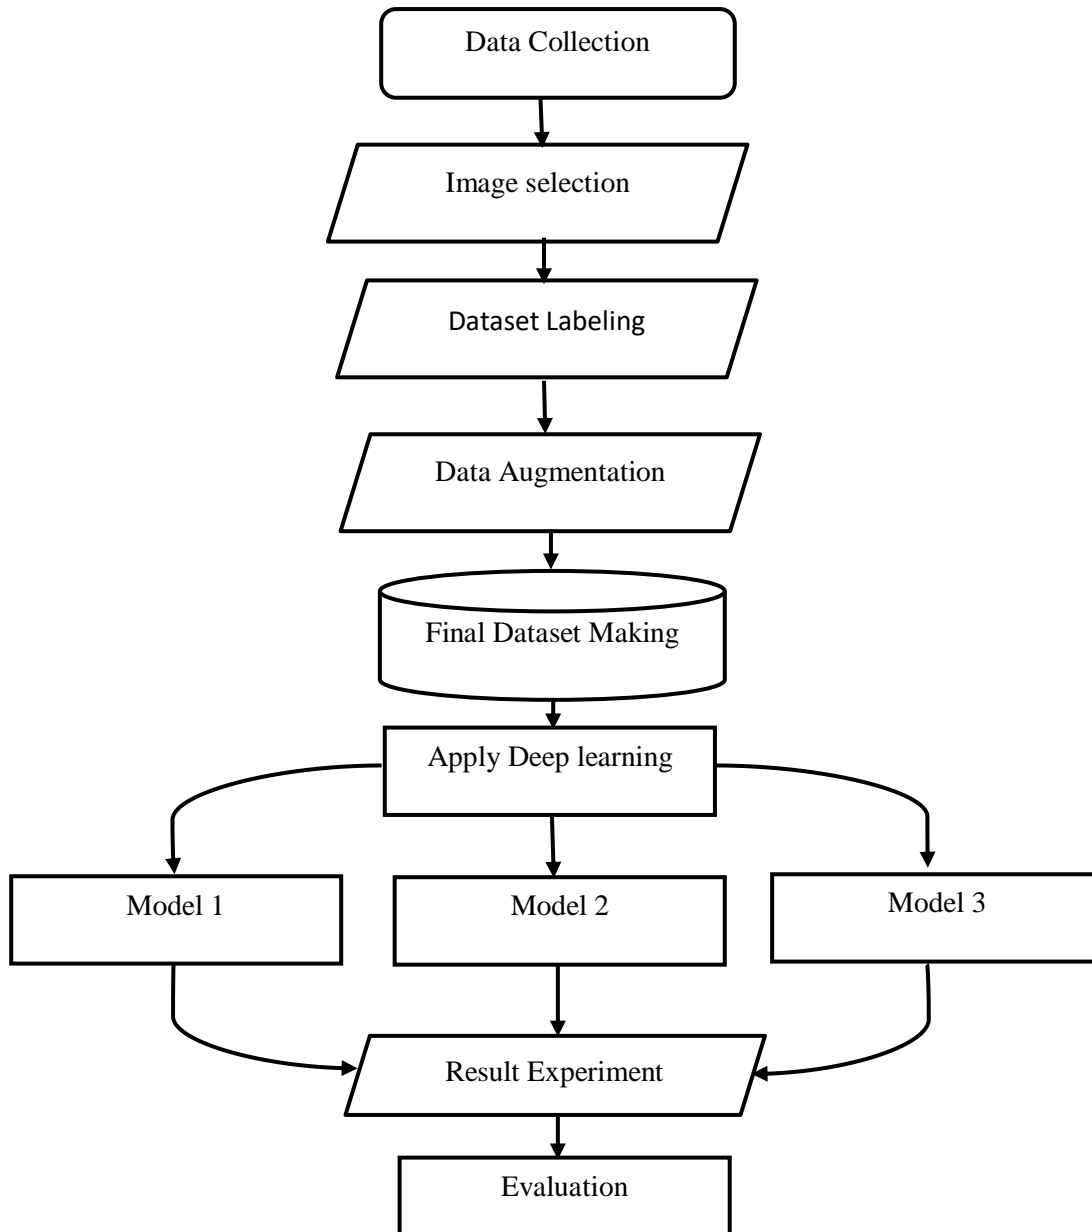 Data Collection
Image selection
Dataset Labeling
Data Augmentation
Final Dataset Making
Apply Deep learning
Model 1
Model 2
Model 3
Result Experiment
Evaluation